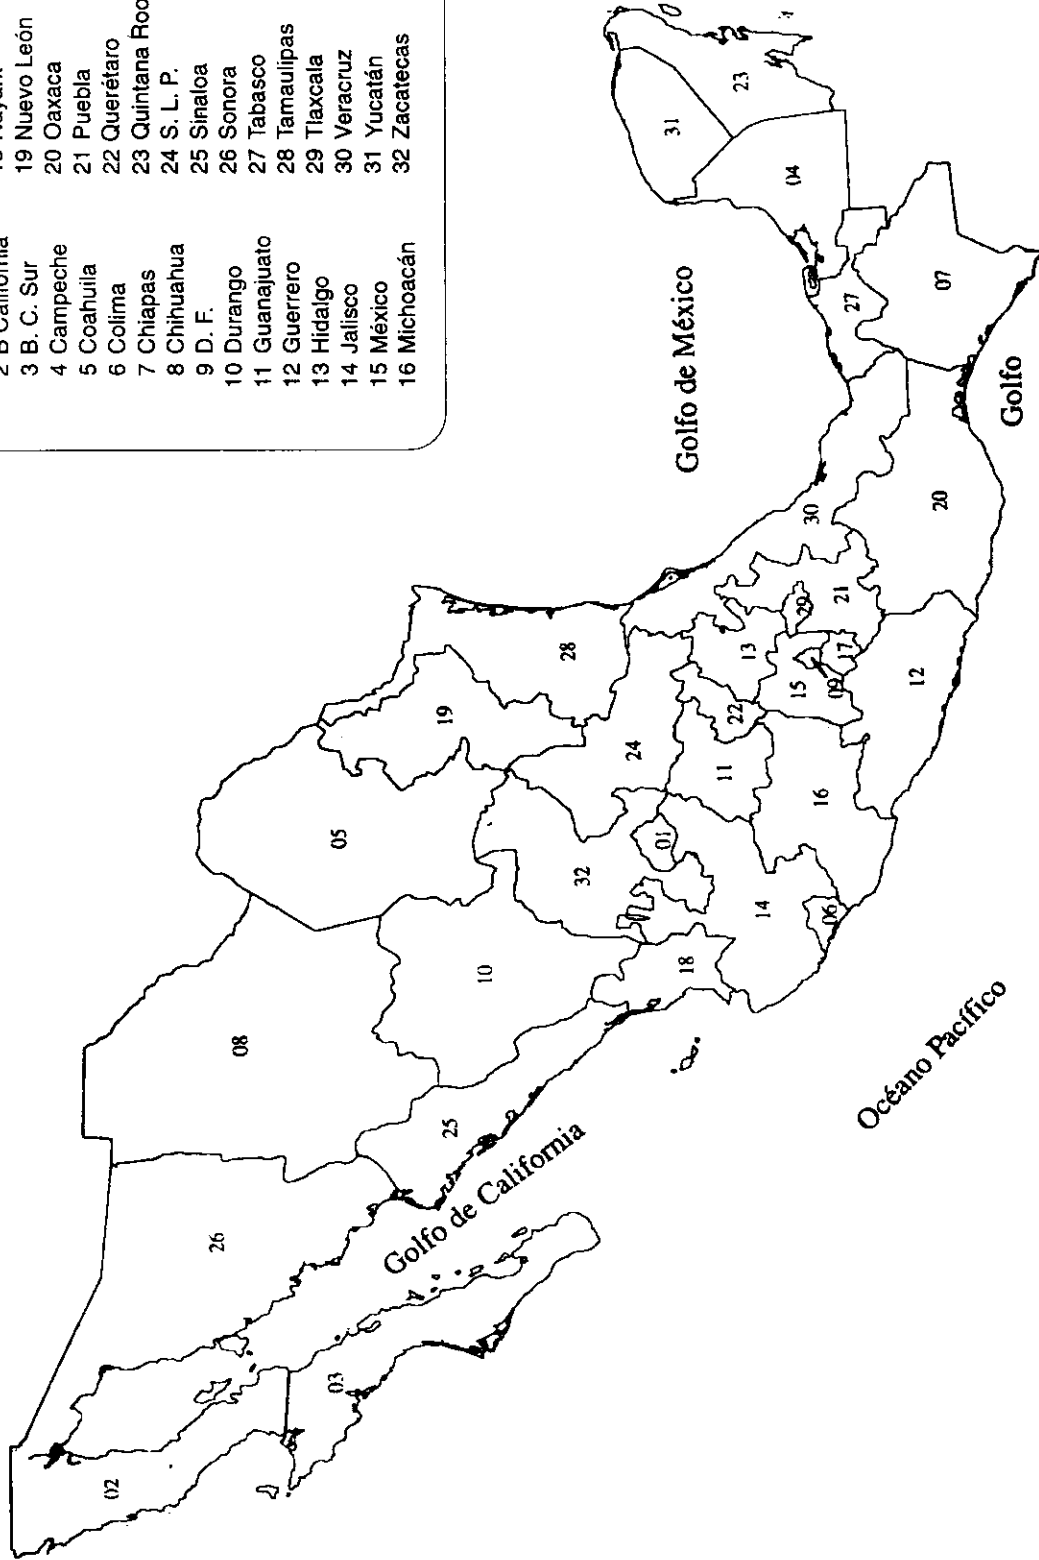 2 B California
3 B. C. Sur
4 Campeche
5 Coahuila
6 Colima
7 Chiapas
8 Chihuahua
9 D. F.
10 Durango
11 Guanajuato
12 Guerrero
13 Hidalgo
14 Jalisco
15 México
16 Michoacán
18 Nayarit
19 Nuevo León
20 Oaxaca
21 Puebla
22 Querétaro
23 Quintana Roo
24 S. L. P.
25 Sinaloa
26 Sonora
27 Tabasco
28 Tamaulipas
29 Tlaxcala
30 Veracruz
31 Yucatán
32 Zacatecas
02
26
08
05
03
Golfo de California
25
10
19
32
28
24
01
18
14
11
22
13
06
16
15
09
17
29
21
30
12
20
Golfo de México
31
23
04
27
07
Golfo
Océano Pacífico